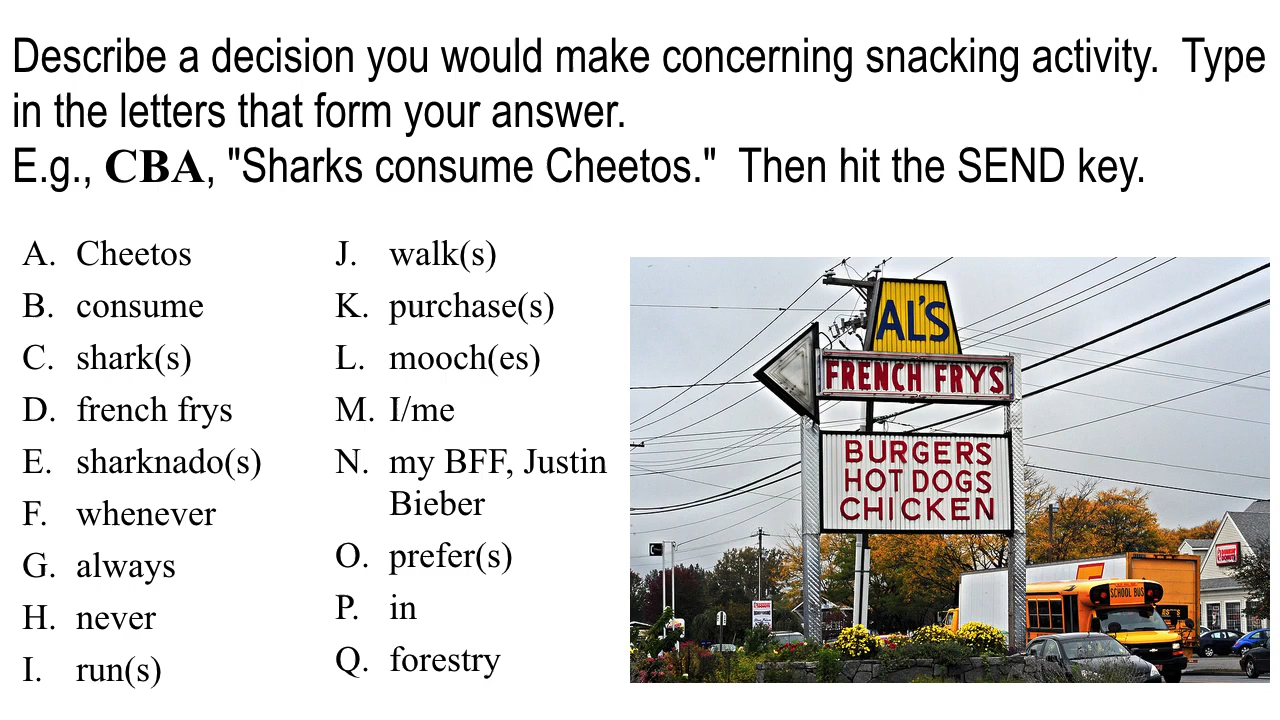 Describe a decision you would make concerning snacking activity.  Type
in the letters that form your answer.
E.g., CBA, "Sharks consume Cheetos."  Then hit the SEND key.
A. Cheetos
B. consume
C. shark(s)
D. french frys
E. sharknado(s)
F. whenever
G. always
H. never
I. run(s)
J. walk(s)
K. purchase(s)
L. mooch(es)
M. I/me
N. my BFF, Justin
Bieber
O. prefer(s)
P. in
Q. forestry
AL'S
FRENCH FRYS
BURGERS
HOT DOGS
CHICKEN
SCHOOL BUS